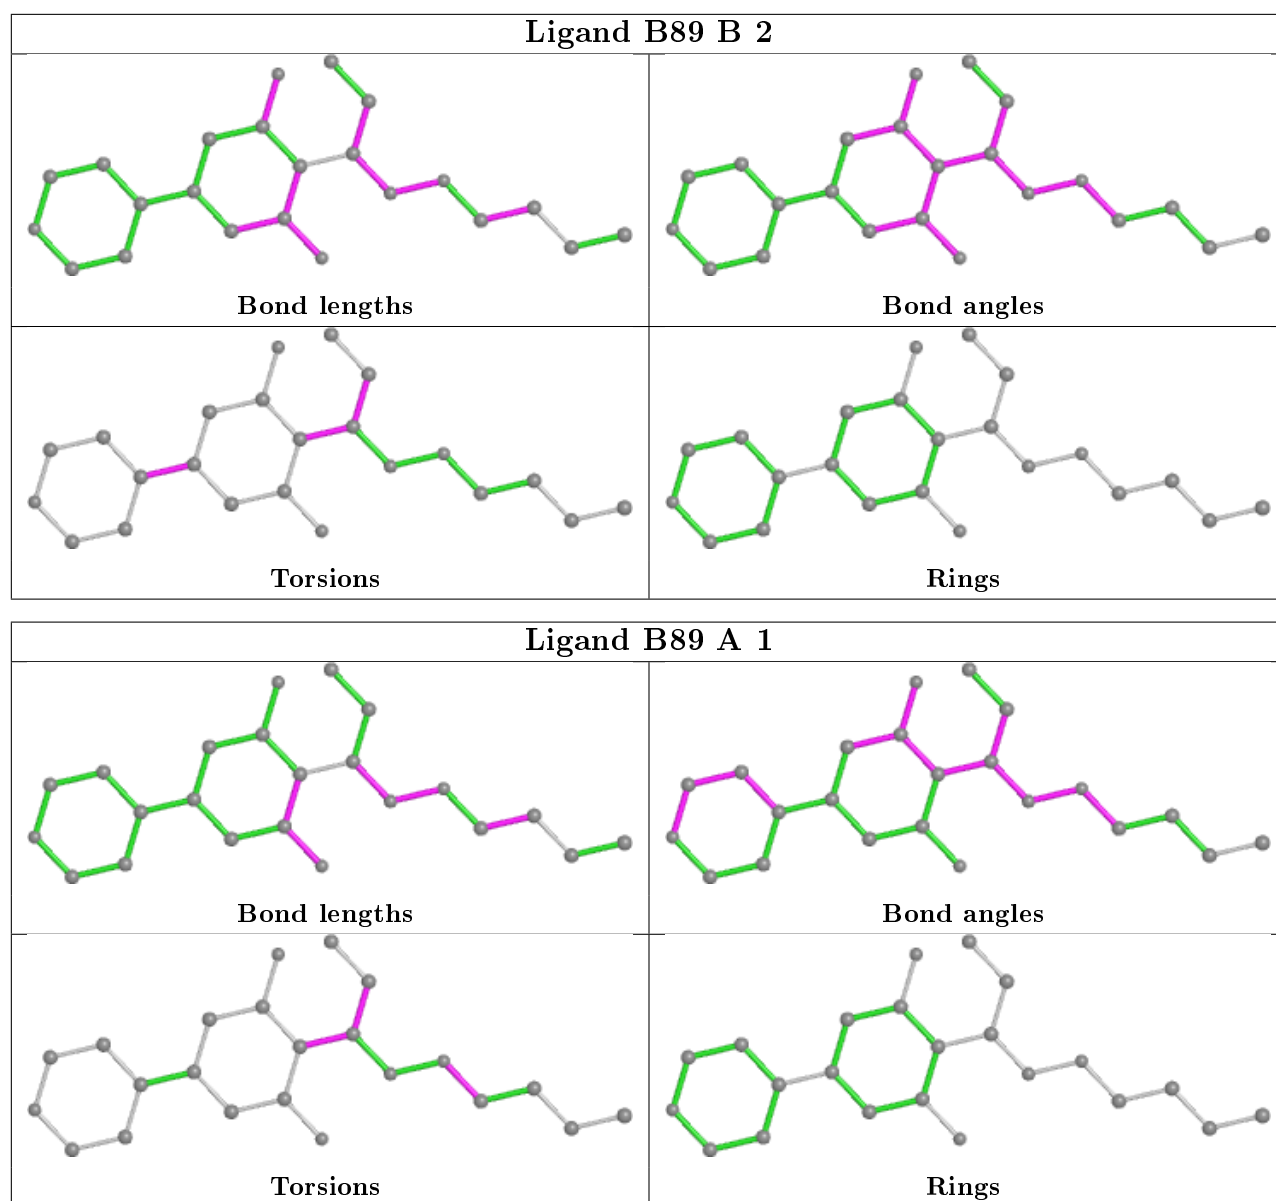 Ligand B89 B 2
Bond lengths
Bond angles
Torsions
Rings
Ligand B89 A 1
Bond lengths
Bond angles
Torsions
Rings